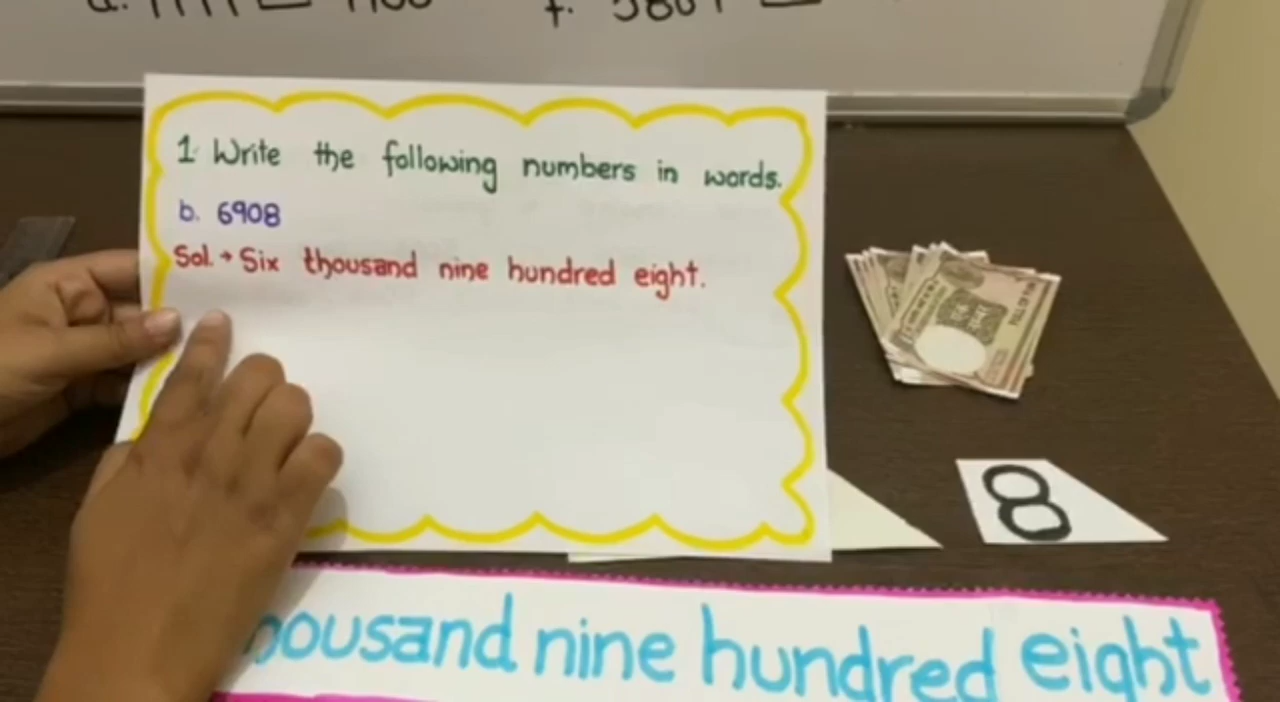 1. Write the following numbers in words.
b. 6908
Sol. → Six thousand nine hundred eight.
8
housand nine hundred eight